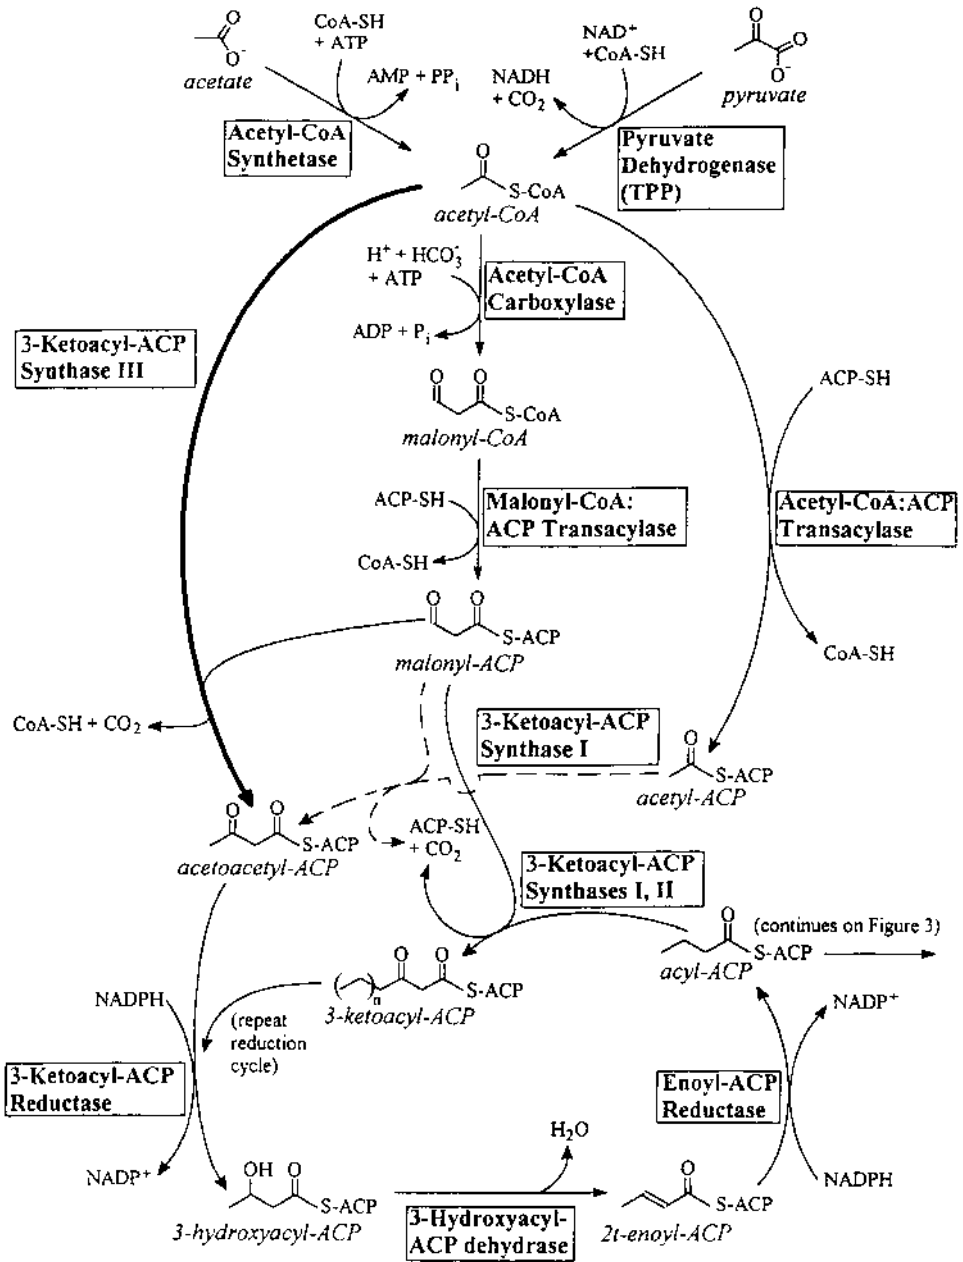 CoA-SH
+ ATP
NAD+
+CoA-SH
O
O-
acetate
AMP + PPi
NADH
+ CO2
O
O
O-
pyruvate
Acetyl-CoA
Synthetase
Pyruvate
Dehydrogenase
(TPP)
O
S-CoA
acetyl-CoA
H+ + HCO3-
+ ATP
Acetyl-CoA
Carboxylase
ADP + Pi
3-Ketoacyl-ACP
Synthase III
O O
S-CoA
malonyl-CoA
ACP-SH
ACP-SH
Malonyl-CoA:
ACP Transacylase
Acetyl-CoA:ACP
Transacylase
CoA-SH
O O
S-ACP
malonyl-ACP
CoA-SH
CoA-SH + CO2
3-Ketoacyl-ACP
Synthase I
O
S-ACP
acetyl-ACP
O O
S-ACP
acetoacetyl-ACP
ACP-SH
+ CO2
3-Ketoacyl-ACP
Synthases I, II
O
S-ACP
acyl-ACP
(continues on Figure 3)
O O
( )n
S-ACP
3-ketoacyl-ACP
NADPH
(repeat
reduction
cycle)
NADP+
3-Ketoacyl-ACP
Reductase
Enoyl-ACP
Reductase
NADP+
H2O
NADPH
OH O
S-ACP
3-hydroxyacyl-ACP
3-Hydroxyacyl-
ACP dehydrase
O
S-ACP
2t-enoyl-ACP